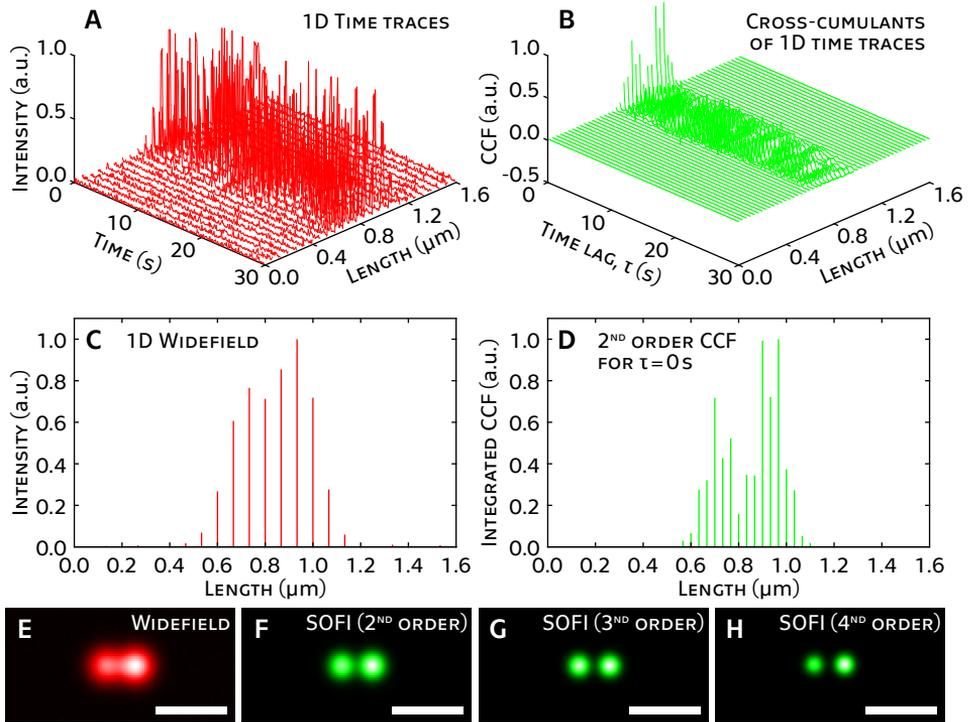 A
1D Time traces
Intensity (a.u.)
1.0
0.5
0.0
0
10
20
30
Time (s)
0.0
0.4
0.8
1.2
1.6
Length (μm)
B
Cross-cumulants
of 1D time traces
CCF (a.u.)
1.0
0.5
0.0
-0.5
0
10
20
30
Time lag, τ (s)
0.0
0.4
0.8
1.2
1.6
Length (μm)
C
1D Widefield
Intensity (a.u.)
1.0
0.8
0.6
0.4
0.2
0.0
0.0 0.2 0.4 0.6 0.8 1.0 1.2 1.4 1.6
Length (μm)
D
2ND order CCF
for τ=0s
Integrated CCF (a.u.)
1.0
0.8
0.6
0.4
0.2
0.0
0.0 0.2 0.4 0.6 0.8 1.0 1.2 1.4 1.6
Length (μm)
E Widefield
F SOFI (2ND order)
G SOFI (3ND order)
H SOFI (4ND order)